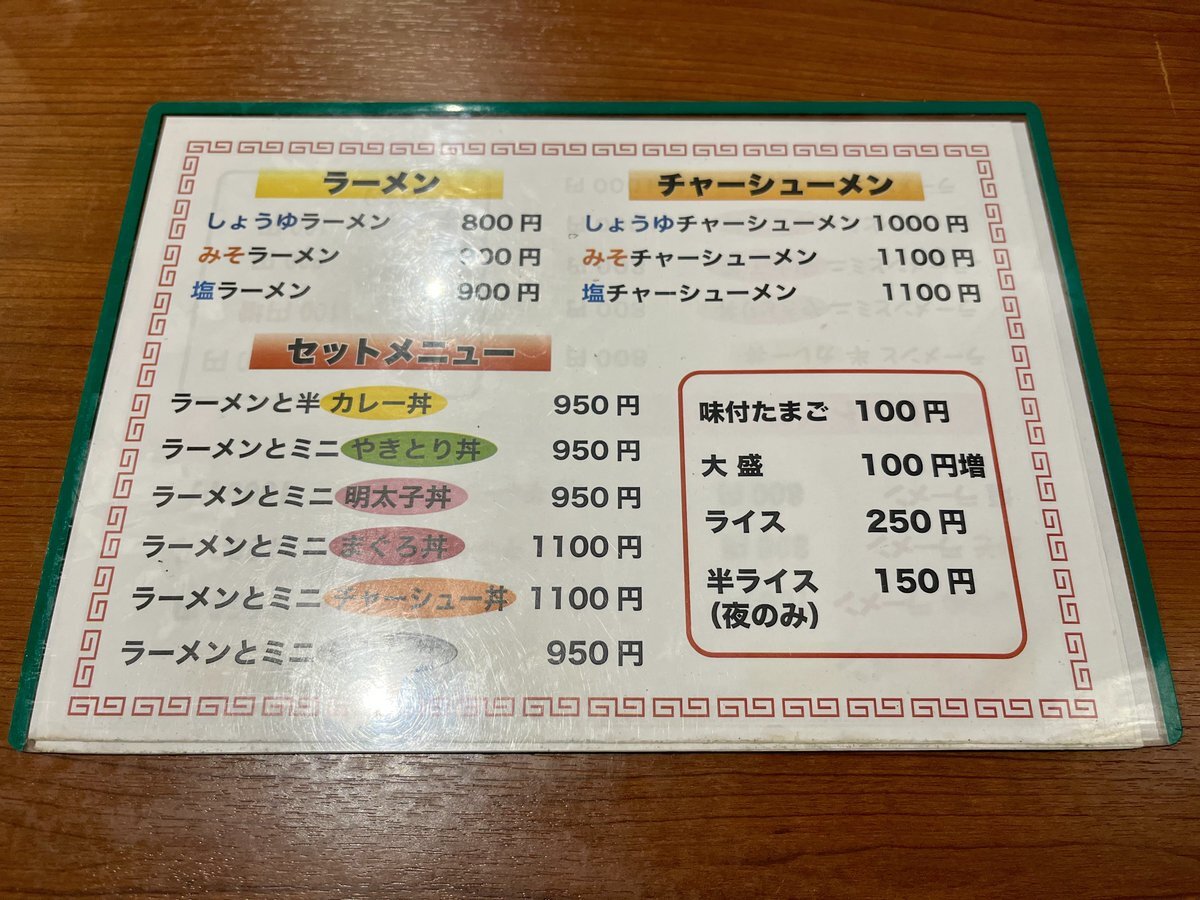 ラーメン
しょうゆラーメン 800円
みそラーメン 900円
塩ラーメン 900円
チャーシューメン
しょうゆチャーシューメン 1000円
みそチャーシューメン 1100円
塩チャーシューメン 1100円
セットメニュー
ラーメンと半カレー丼 950円
ラーメンとミニやきとり丼 950円
ラーメンとミニ明太子丼 950円
ラーメンとミニまぐろ丼 1100円
ラーメンとミニチャーシュー丼 1100円
ラーメンとミニ 950円
味付たまご 100円
大盛 100円増
ライス 250円
半ライス 150円
(夜のみ)